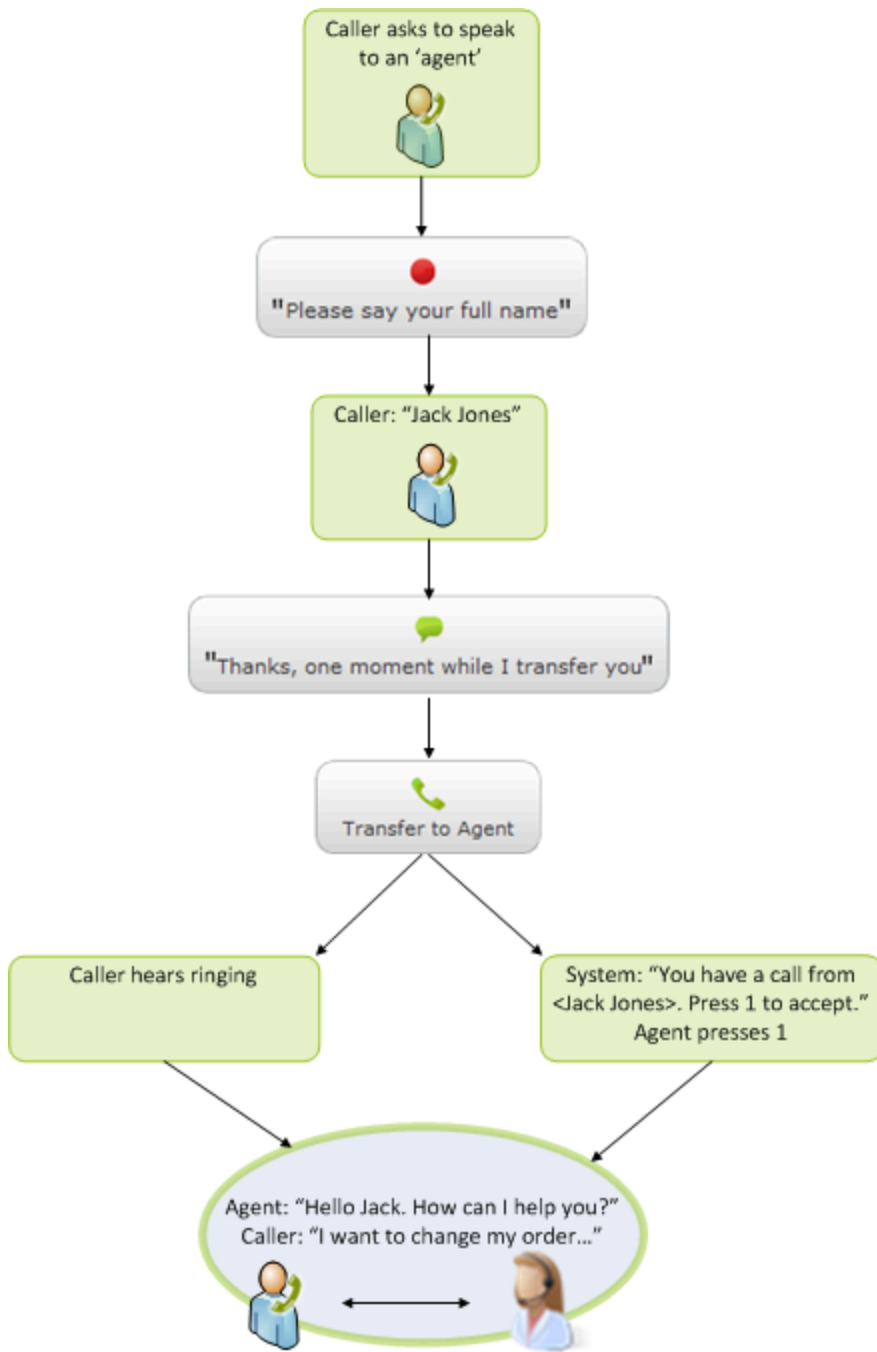 Caller asks to speak
to an ‘agent’
"Please say your full name"
Caller: “Jack Jones”
"Thanks, one moment while I transfer you"
Transfer to Agent
Caller hears ringing
System: “You have a call from
<Jack Jones>. Press 1 to accept.”
Agent presses 1
Agent: “Hello Jack. How can I help you?”
Caller: “I want to change my order...”